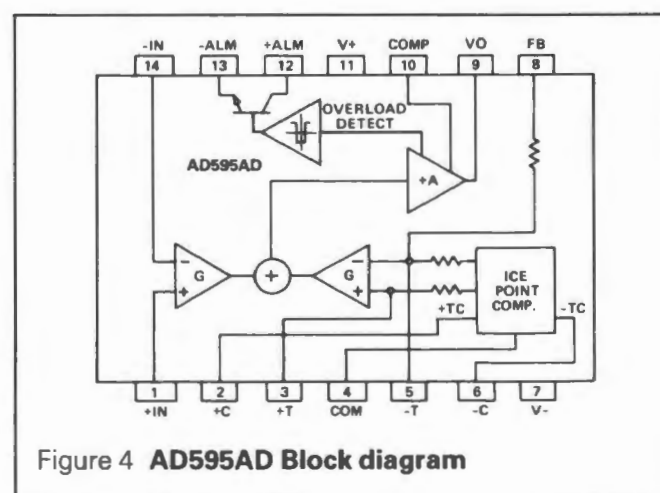 -IN -ALM +ALM V+ COMP VO FB
14 13 12 11 10 9 8
OVERLOAD
DETECT
AD595AD
+A
- G + + - G +
ICE
POINT
COMP.
+TC -TC
1 2 3 4 5 6 7
+IN +C +T COM -T -C V-
Figure 4 AD595AD Block diagram